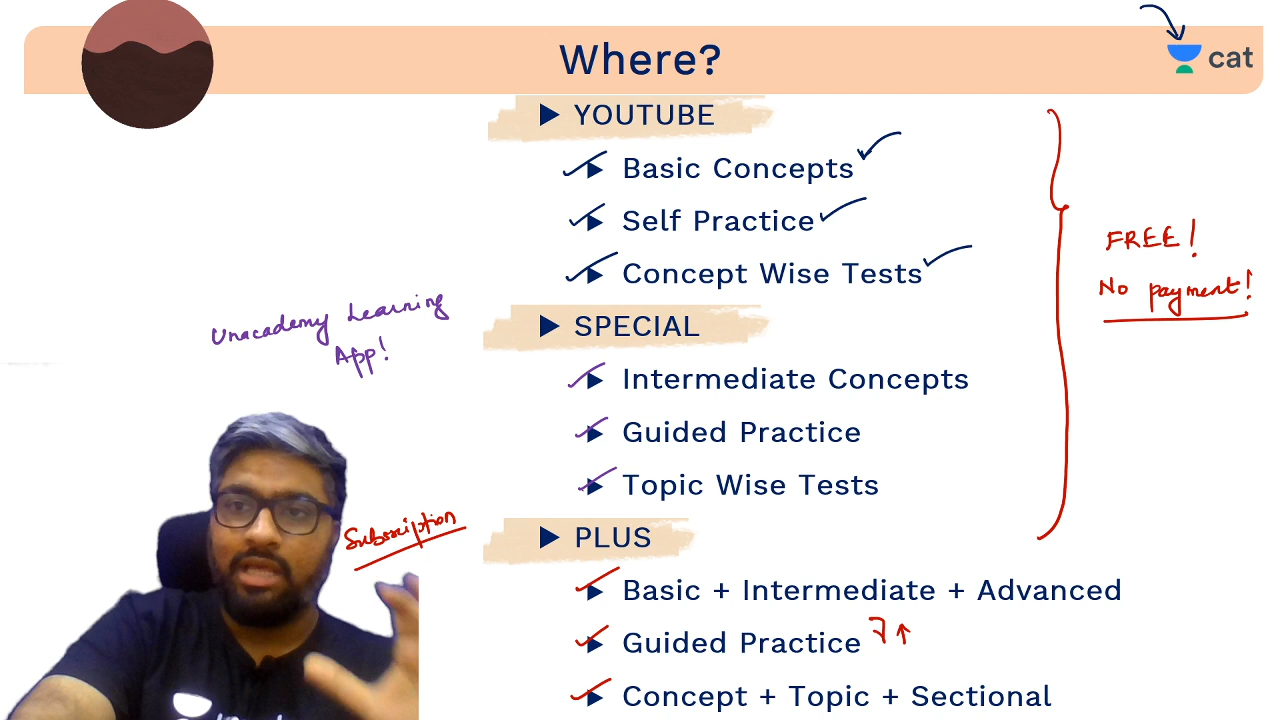 Where?
cat
YOUTUBE
Basic Concepts
Self Practice
Concept Wise Tests
FREE!
No payment!
Unacademy Learning
App!
SPECIAL
Intermediate Concepts
Guided Practice
Topic Wise Tests
Subscription
PLUS
Basic + Intermediate + Advanced
Guided Practice
Concept + Topic + Sectional